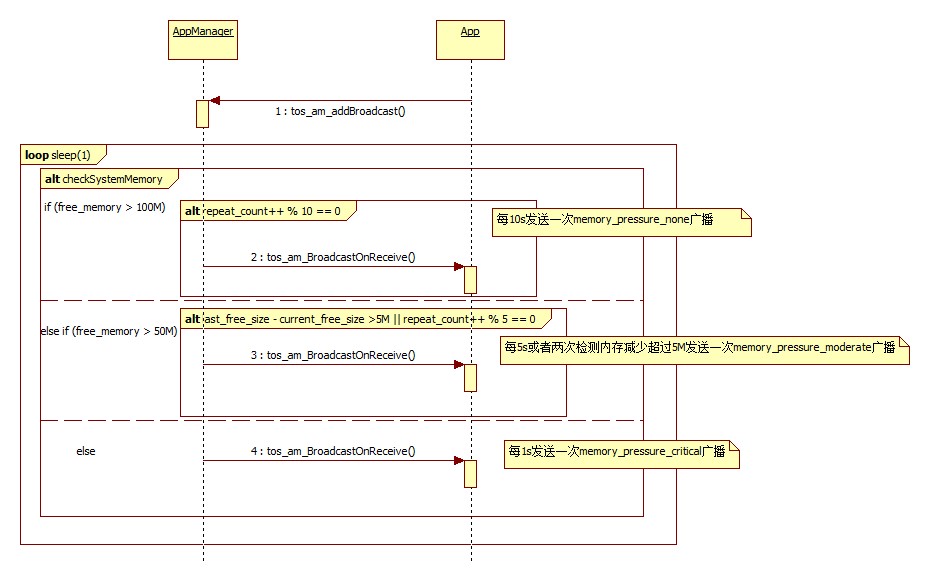 AppManager
App
1 : tos_am_addBroadcast()
loop sleep(1)
alt checkSystemMemory
if (free_memory > 100M)
alt repeat_count++ % 10 == 0
每10s发送一次memory_pressure_none广播
2 : tos_am_BroadcastOnReceive()
alt ast_free_size - current_free_size >5M || repeat_count++ % 5 == 0
else if (free_memory > 50M)
每5s或者两次检测内存减少超过5M发送一次memory_pressure_moderate广播
3 : tos_am_BroadcastOnReceive()
else
4 : tos_am_BroadcastOnReceive()
每1s发送一次memory_pressure_critical广播